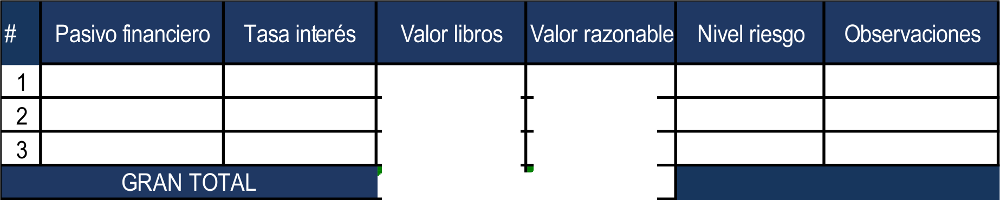 # Pasivo financiero Tasa interés Valor libros Valor razonable Nivel riesgo Observaciones
1
2
3
GRAN TOTAL